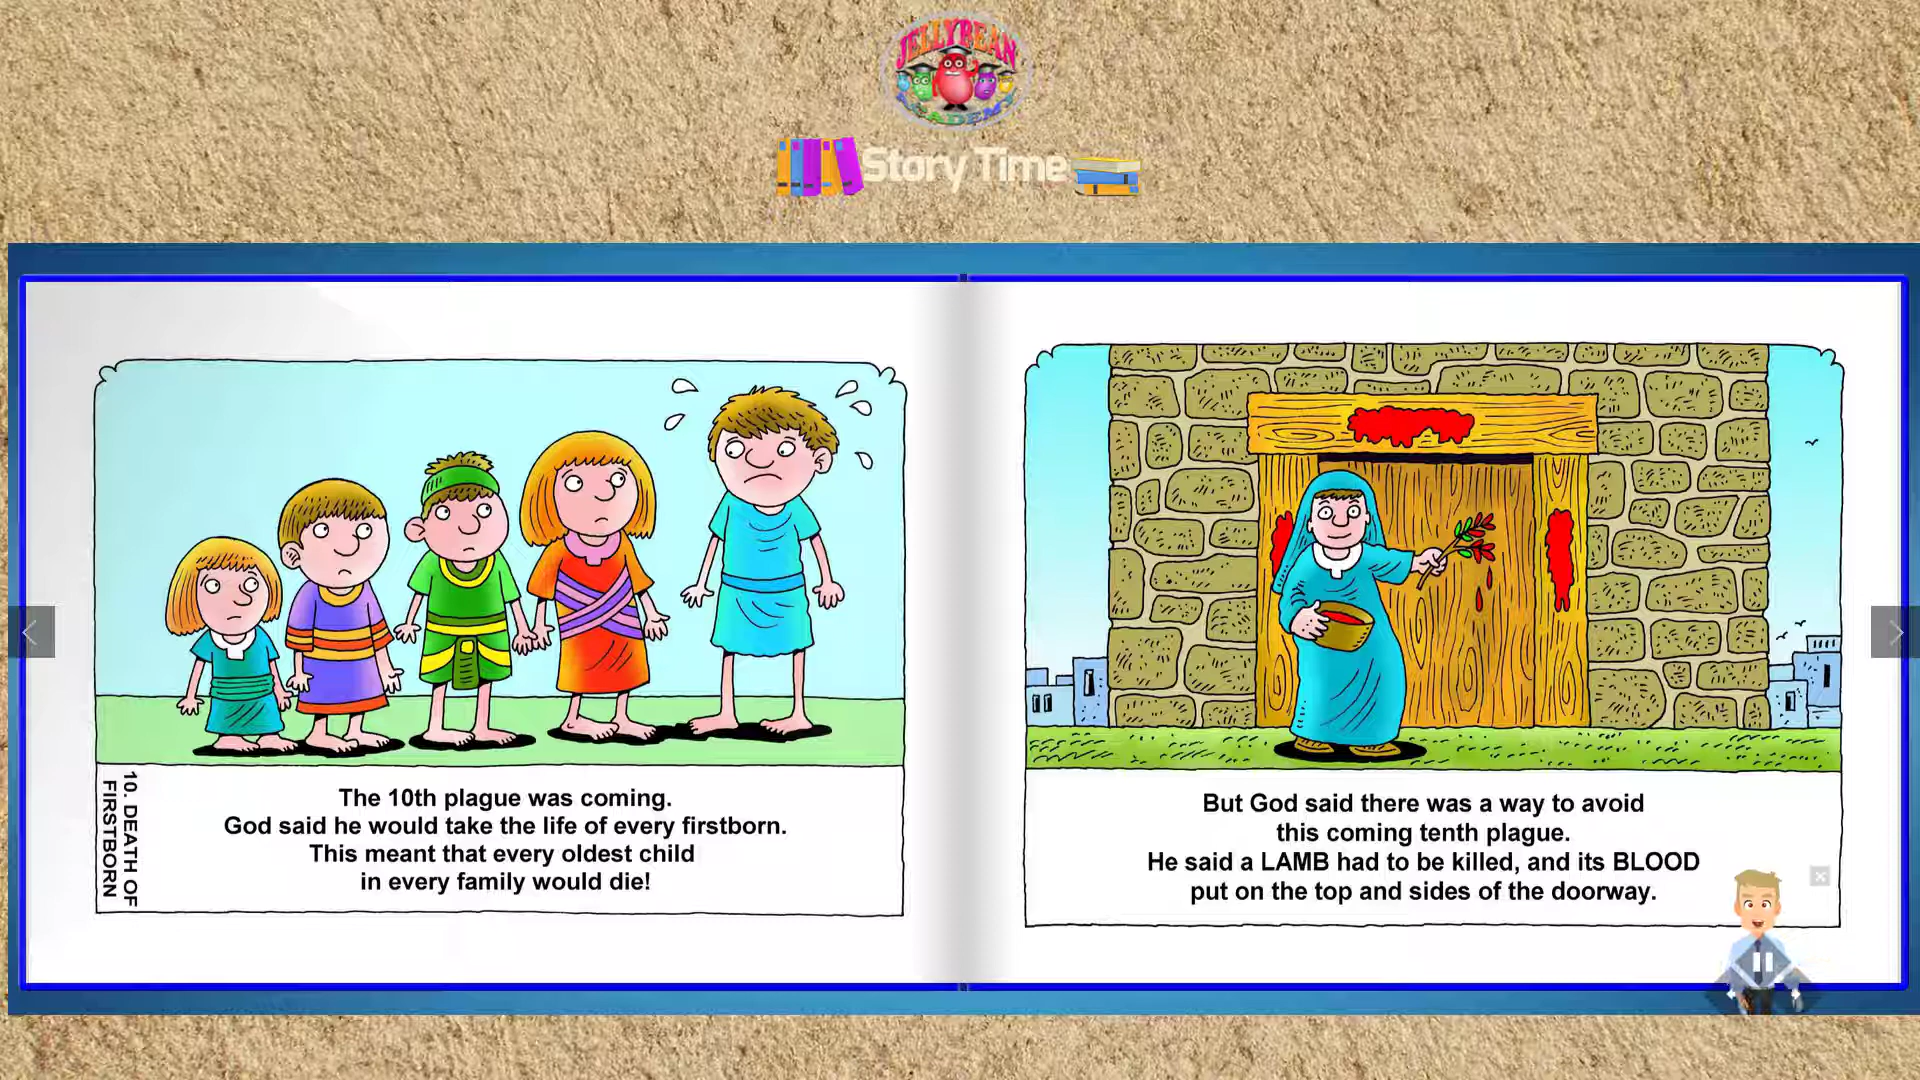 JELLYBEAN
ACADEMY
Story Time
10. DEATH OF
FIRSTBORN
The 10th plague was coming.
God said he would take the life of every firstborn.
This meant that every oldest child
in every family would die!
But God said there was a way to avoid
this coming tenth plague.
He said a LAMB had to be killed, and its BLOOD
put on the top and sides of the doorway.